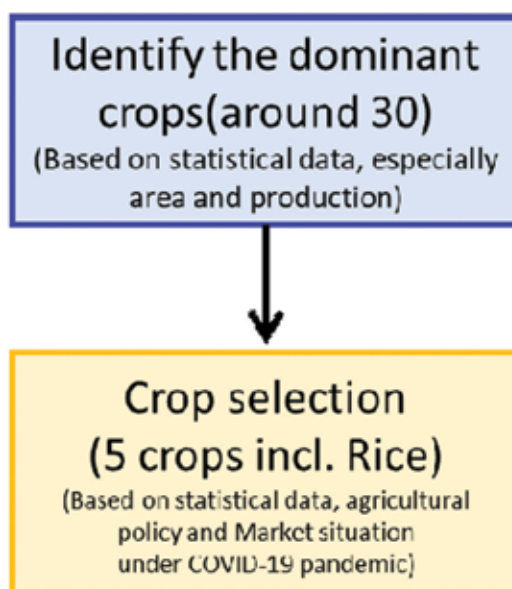 Identify the dominant
crops(around 30)
(Based on statistical data, especially
area and production)
Crop selection
(5 crops incl. Rice)
(Based on statistical data, agricultural
policy and Market situation
under COVID-19 pandemic)